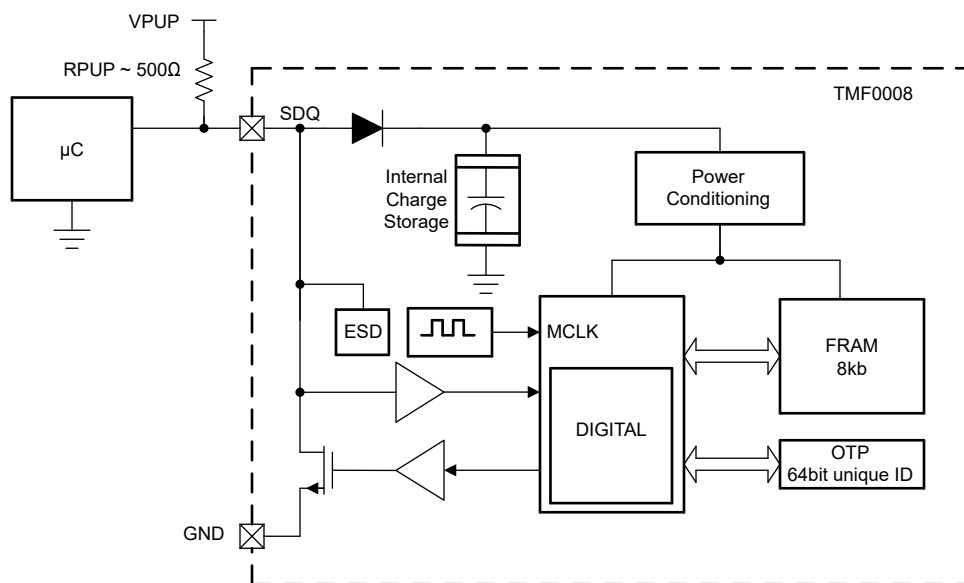 VPUP
RPUP ~ 500Ω
TMF0008
SDQ
µC
Internal
Charge
Storage
Power
Conditioning
ESD
MCLK
FRAM
8kb
DIGITAL
OTP
64bit unique ID
GND